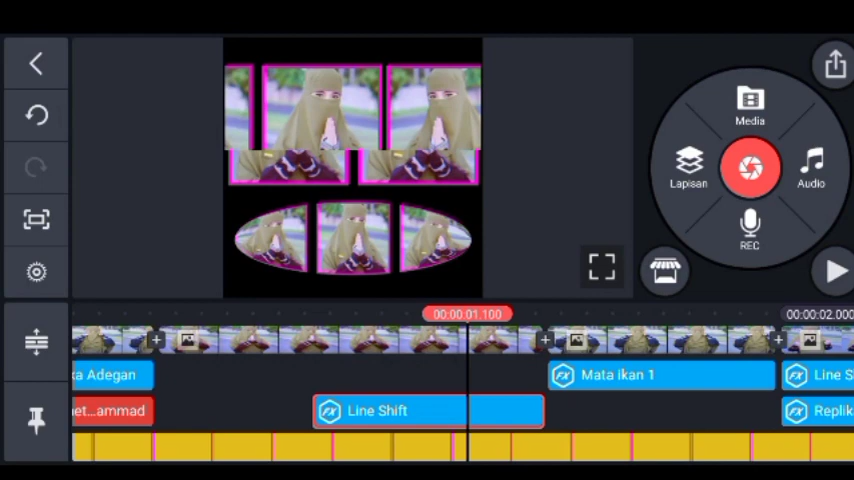 Media
Lapisan
Audio
REC
00:00:01.100
00:00:02.000
ka Adegan
Mata Ikan 1
Line S
et...ammad
Line Shift
Replik